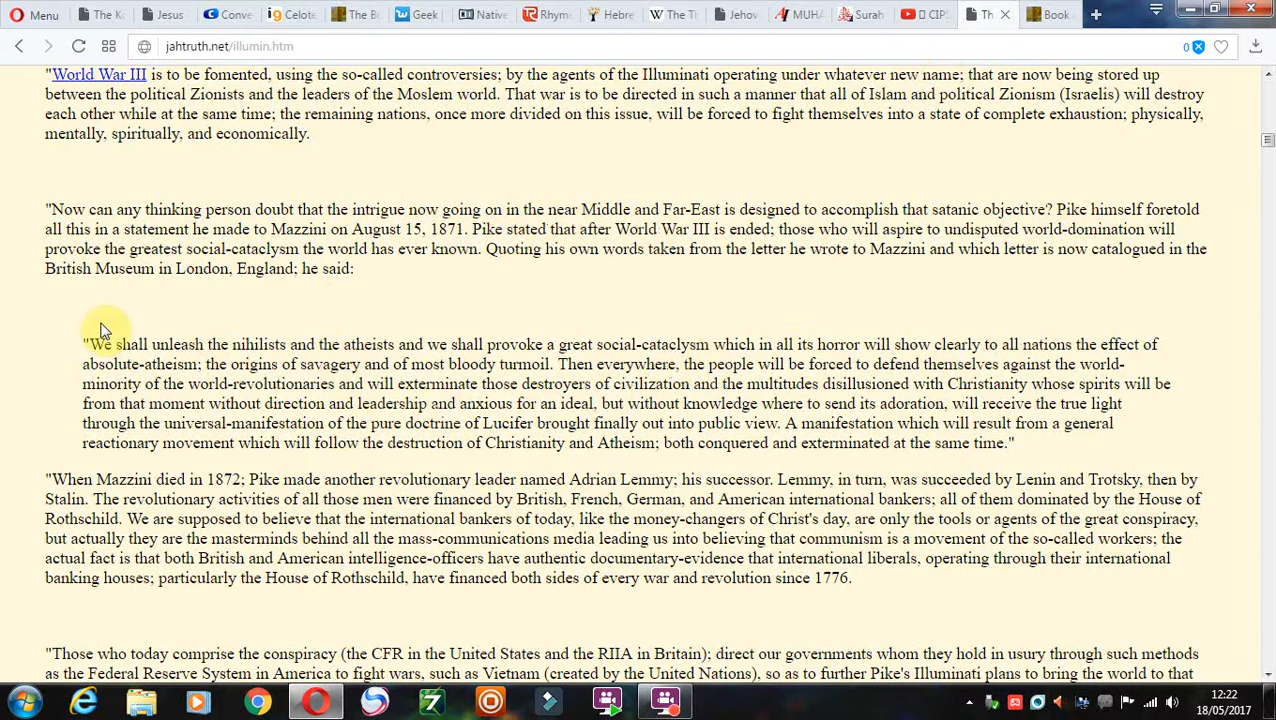 Menu
The K
Jesus
Conve
Celote
The B
Geek
Native
Rhyme
Hebre
The T
Jehov
MUHA
Surah
CIPS
Th
Book
jahtruth.net/illumin.htm
0
"World War III is to be fomented, using the so-called controversies; by the agents of the Illuminati operating under whatever new name; that are now being stored up
between the political Zionists and the leaders of the Moslem world. That war is to be directed in such a manner that all of Islam and political Zionism (Israelis) will destroy
each other while at the same time; the remaining nations, once more divided on this issue, will be forced to fight themselves into a state of complete exhaustion; physically,
mentally, spiritually, and economically.
"Now can any thinking person doubt that the intrigue now going on in the near Middle and Far-East is designed to accomplish that satanic objective? Pike himself foretold
all this in a statement he made to Mazzini on August 15, 1871. Pike stated that after World War III is ended; those who will aspire to undisputed world-domination will
provoke the greatest social-cataclysm the world has ever known. Quoting his own words taken from the letter he wrote to Mazzini and which letter is now catalogued in the
British Museum in London, England; he said:
"We shall unleash the nihilists and the atheists and we shall provoke a great social-cataclysm which in all its horror will show clearly to all nations the effect of
absolute-atheism; the origins of savagery and of most bloody turmoil. Then everywhere, the people will be forced to defend themselves against the world-
minority of the world-revolutionaries and will exterminate those destroyers of civilization and the multitudes disillusioned with Christianity whose spirits will be
from that moment without direction and leadership and anxious for an ideal, but without knowledge where to send its adoration, will receive the true light
through the universal-manifestation of the pure doctrine of Lucifer brought finally out into public view. A manifestation which will result from a general
reactionary movement which will follow the destruction of Christianity and Atheism; both conquered and exterminated at the same time."
"When Mazzini died in 1872; Pike made another revolutionary leader named Adrian Lemmy; his successor. Lemmy, in turn, was succeeded by Lenin and Trotsky, then by
Stalin. The revolutionary activities of all those men were financed by British, French, German, and American international bankers; all of them dominated by the House of
Rothschild. We are supposed to believe that the international bankers of today, like the money-changers of Christ's day, are only the tools or agents of the great conspiracy,
but actually they are the masterminds behind all the mass-communications media leading us into believing that communism is a movement of the so-called workers; the
actual fact is that both British and American intelligence-officers have authentic documentary-evidence that international liberals, operating through their international
banking houses; particularly the House of Rothschild, have financed both sides of every war and revolution since 1776.
"Those who today comprise the conspiracy (the CFR in the United States and the RIIA in Britain); direct our governments whom they hold in usury through such methods
as the Federal Reserve System in America to fight wars, such as Vietnam (created by the United Nations), so as to further Pike's Illuminati plans to bring the world to that
12:22
18/05/2017